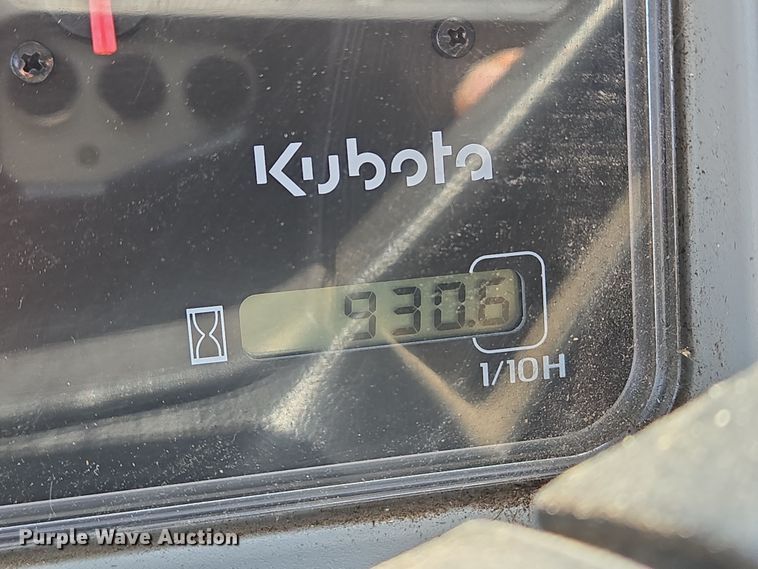 Kubota
930.6
1/10H
Purple Wave Auction